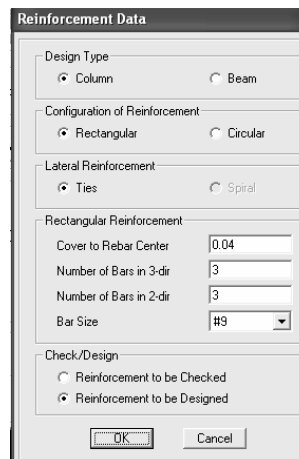 Reinforcement Data
Design Type
Column Beam
Configuration of Reinforcement
Rectangular Circular
Lateral Reinforcement
Ties Spiral
Rectangular Reinforcement
Cover to Rebar Center 0.04
Number of Bars in 3-dir 3
Number of Bars in 2-dir 3
Bar Size #9
Check/Design
Reinforcement to be Checked
Reinforcement to be Designed
OK Cancel